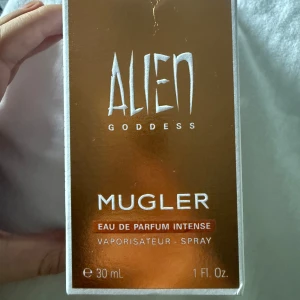 ALIEN
GODDESS
MUGLER
EAU DE PARFUM INTENSE
VAPORISATEUR - SPRAY
e 30 mL 1 Fl. Oz.